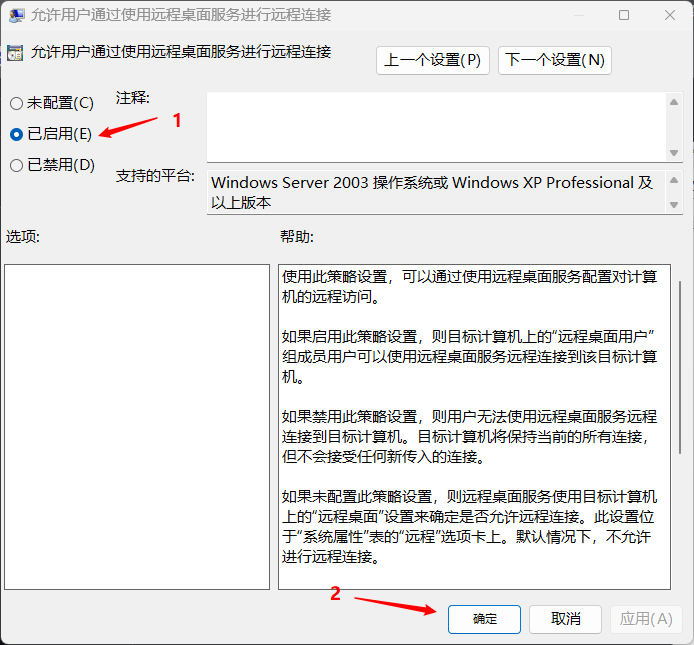 允许用户通过使用远程桌面服务进行远程连接
允许用户通过使用远程桌面服务进行远程连接
上一个设置(P)
下一个设置(N)
未配置(C)
注释:
1
已启用(E)
已禁用(D)
支持的平台:
Windows Server 2003 操作系统或 Windows XP Professional 及
以上版本
选项:
帮助:
使用此策略设置，可以通过使用远程桌面服务配置对计算
机的远程访问。
如果启用此策略设置，则目标计算机上的“远程桌面用户”
组成员用户可以使用远程桌面服务远程连接到该目标计算
机。
如果禁用此策略设置，则用户无法使用远程桌面服务远程
连接到目标计算机。目标计算机将保持当前的所有连接，
但不会接受任何新传入的连接。
如果未配置此策略设置，则远程桌面服务使用目标计算机
上的“远程桌面”设置来确定是否允许远程连接。此设置位
于“系统属性”表的“远程”选项卡上。默认情况下，不允许
进行远程连接。
2
确定
取消
应用(A)